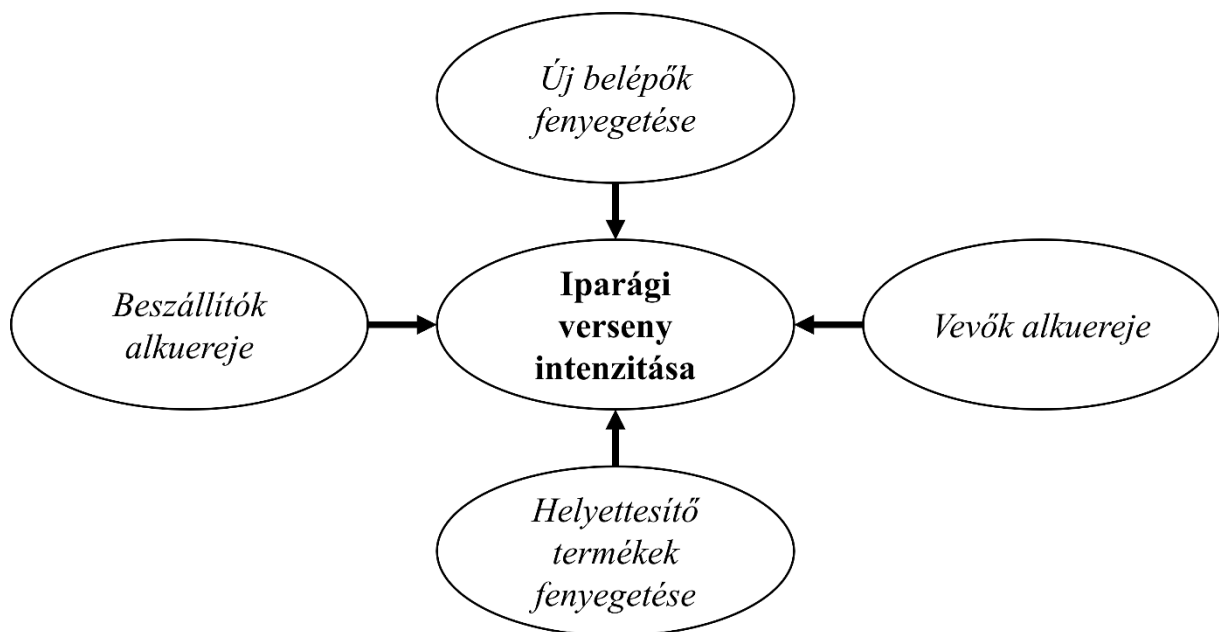 Új belépők
fenyegetése
Beszállítók
alkuereje
Iparági
verseny
intenzitása
Vevők alkuereje
Helyettesítő
termékek
fenyegetése